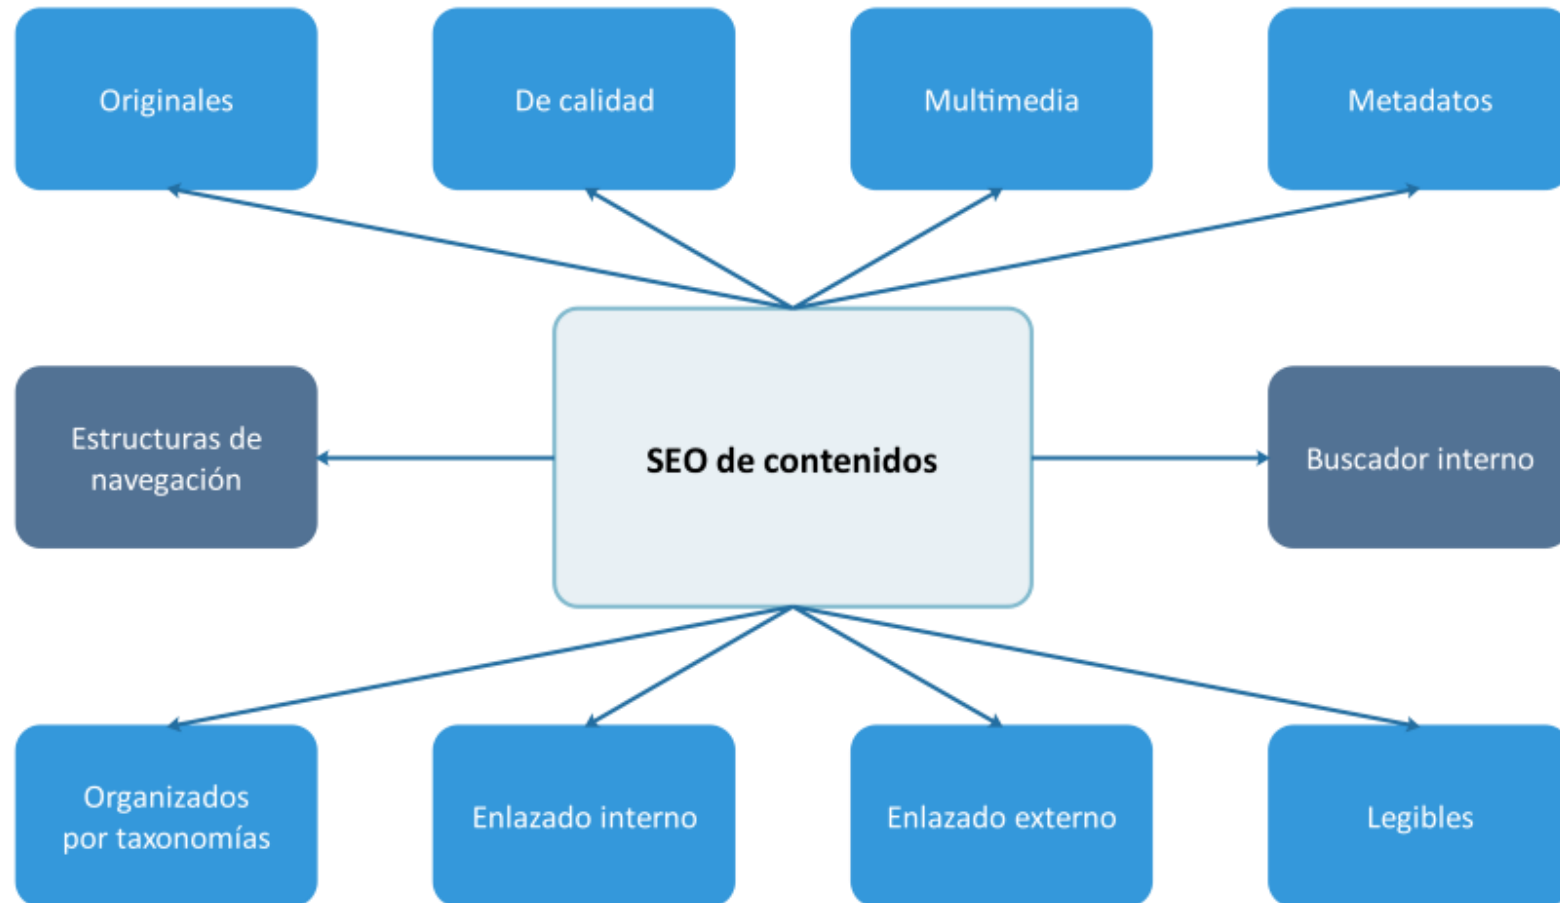 Originales
De calidad
Multimedia
Metadatos
Estructuras de
navegación
SEO de contenidos
Buscador interno
Organizados
por taxonomías
Enlazado interno
Enlazado externo
Legibles